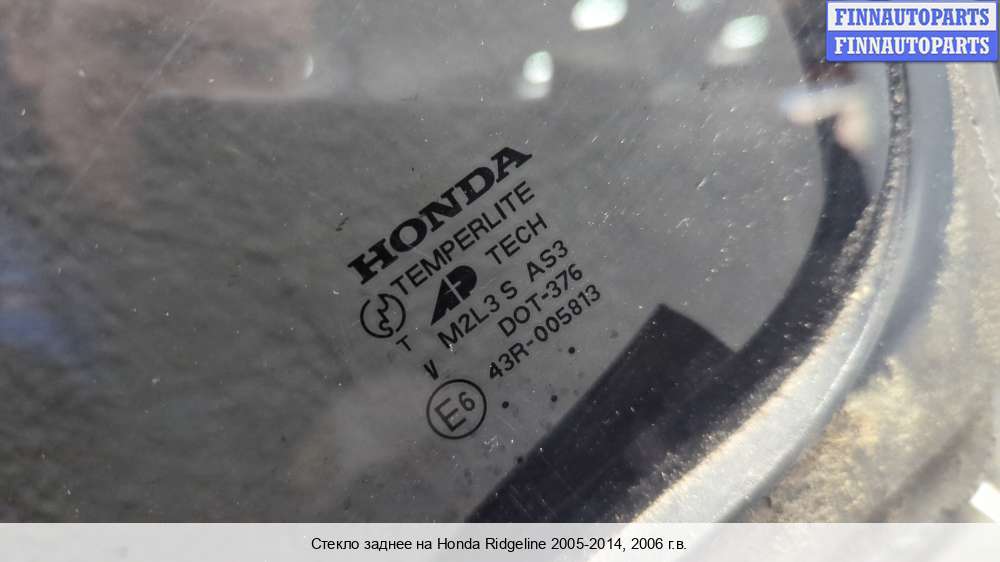 FINNAUTOPARTS
FINNAUTOPARTS
HONDA
TEMPERLITE
AP TECH
T M2L3 S AS3
V DOT-376
E6 43R-005813
Стекло заднее на Honda Ridgeline 2005-2014, 2006 г.в.